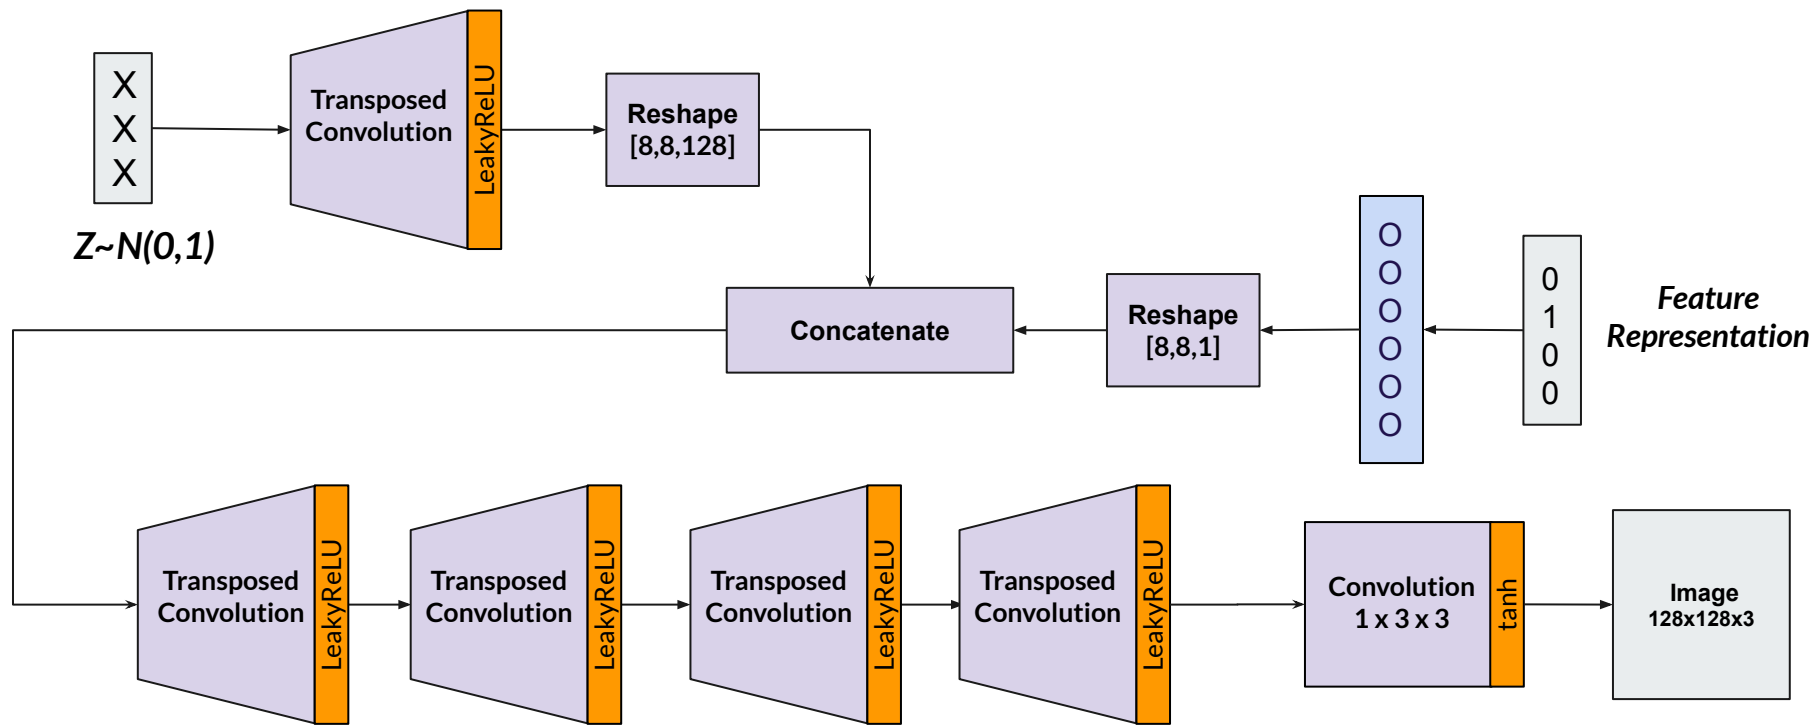 X
X
X
Z~N(0,1)
Transposed
Convolution
LeakyReLU
Reshape
[8,8,128]
Concatenate
Reshape
[8,8,1]
O
O
O
O
O
O
0
1
0
0
Feature
Representation
Transposed
Convolution
LeakyReLU
Transposed
Convolution
LeakyReLU
Transposed
Convolution
LeakyReLU
Transposed
Convolution
LeakyReLU
Convolution
1 x 3 x 3
tanh
Image
128x128x3